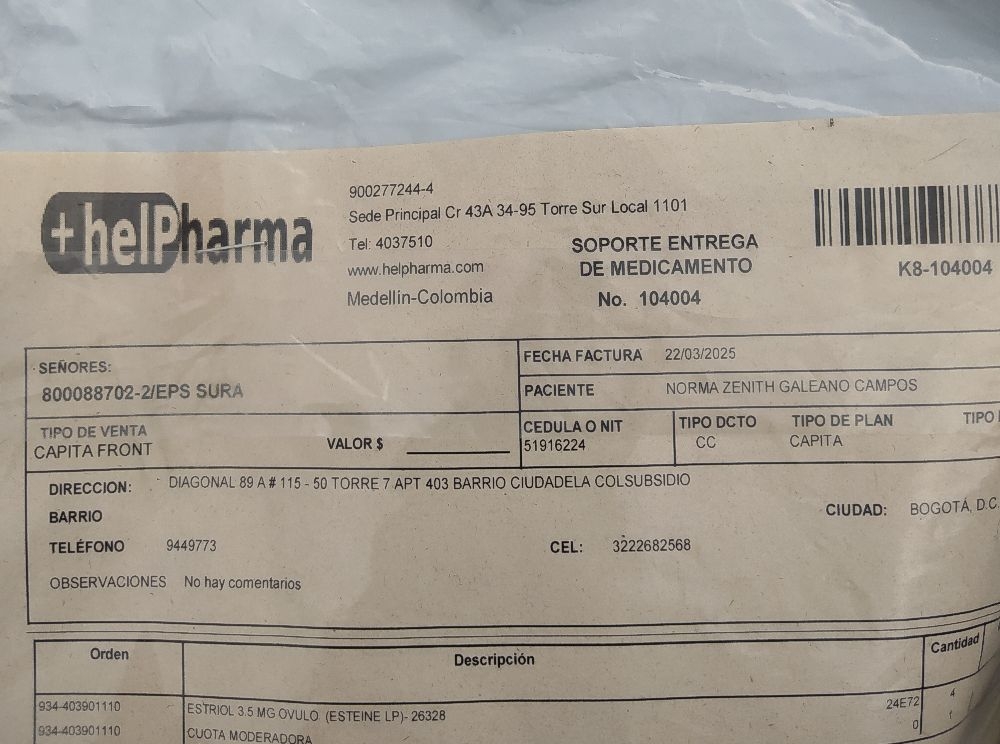 +helPharma
900277244-4
Sede Principal Cr 43A 34-95 Torre Sur Local 1101
Tel: 4037510
www.helpharma.com
Medellín-Colombia
SOPORTE ENTREGA
DE MEDICAMENTO
No. 104004
K8-104004
SEÑORES:
800088702-2/EPS SURA
FECHA FACTURA 22/03/2025
PACIENTE NORMA ZENITH GALEANO CAMPOS
TIPO DE VENTA
CAPITA FRONT
VALOR $
CEDULA O NIT
51916224
TIPO DCTO
CC
TIPO DE PLAN
CAPITA
TIPO
DIRECCION: DIAGONAL 89 A # 115 - 50 TORRE 7 APT 403 BARRIO CIUDADELA COLSUBSIDIO
BARRIO
CIUDAD: BOGOTÁ, D.C.
TELÉFONO 9449773
CEL: 3222682568
OBSERVACIONES No hay comentarios
Orden Descripción Cantidad
934-403901110 ESTRIOL 3.5 MG OVULO (ESTEINE LP)- 26328 24E72 4
934-403901110 CUOTA MODERADORA 0 1